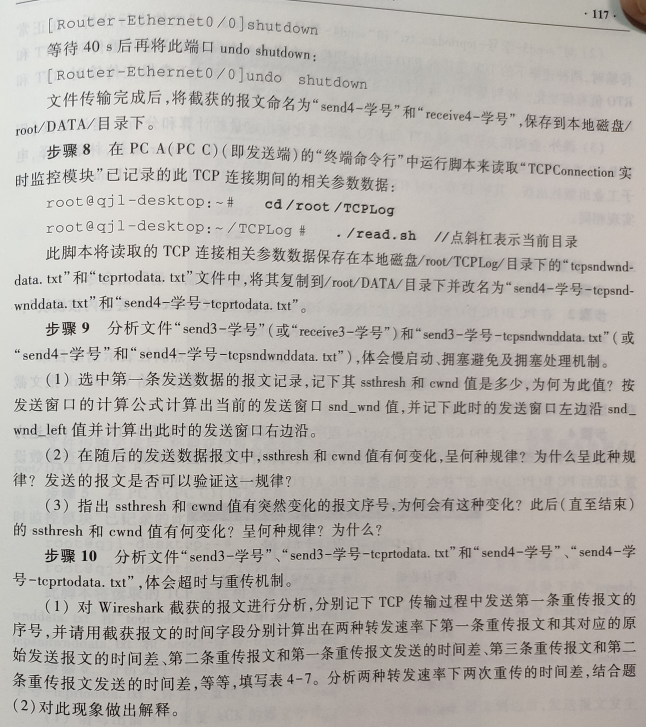 · 117 ·
[Router-Ethernet0/0]shutdown
等待 40 s 后再将此端口 undo shutdown：
[Router-Ethernet0/0]undo shutdown
文件传输完成后，将截获的报文命名为“send4-学号”和“receive4-学号”，保存到本地磁盘/
root/DATA/目录下。
步骤 8 在 PC A(PC C)(即发送端)的“终端命令行”中运行脚本来读取“TCPConnection 实
时监控模块”已记录的此 TCP 连接期间的相关参数数据：
root@qjl-desktop:~# cd /root /TCPLog
root@qjl-desktop:~/TCPLog # ./read.sh //点斜杠表示当前目录
此脚本将读取的 TCP 连接相关参数数据保存在本地磁盘/root/TCPLog/目录下的“tcpsndwnd-
data. txt”和“tcprtodata. txt”文件中，将其复制到/root/DATA/目录下并改名为“send4-学号-tcpsnd-
wnddata. txt”和“send4-学号-tcprtodata. txt”。
步骤 9 分析文件“send3-学号”(或“receive3-学号”)和“send3-学号-tcpsndwnddata. txt”(或
“send4-学号”和“send4-学号-tcpsndwnddata. txt”)，体会慢启动、拥塞避免及拥塞处理机制。
(1) 选中第一条发送数据的报文记录，记下其 ssthresh 和 cwnd 值是多少，为何为此值？按
发送窗口的计算公式计算出当前的发送窗口 snd_wnd 值，并记下此时的发送窗口左边沿 snd_
wnd_left 值并计算出此时的发送窗口右边沿。
(2) 在随后的发送数据报文中，ssthresh 和 cwnd 值有何变化，呈何种规律？为什么呈此种规
律？发送的报文是否可以验证这一规律？
(3) 指出 ssthresh 和 cwnd 值有突然变化的报文序号，为何会有这种变化？此后(直至结束)
的 ssthresh 和 cwnd 值有何变化？呈何种规律？为什么？
步骤 10 分析文件“send3-学号”、“send3-学号-tcprtodata. txt”和“send4-学号”、“send4-学
号-tcprtodata. txt”，体会超时与重传机制。
(1) 对 Wireshark 截获的报文进行分析，分别记下 TCP 传输过程中发送第一条重传报文的
序号，并请用截获报文的时间字段分别计算出在两种转发速率下第一条重传报文和其对应的原
始发送报文的时间差、第二条重传报文和第一条重传报文发送的时间差、第三条重传报文和第二
条重传报文发送的时间差，等等，填写表 4-7。分析两种转发速率下两次重传的时间差，结合题
(2)对此现象做出解释。